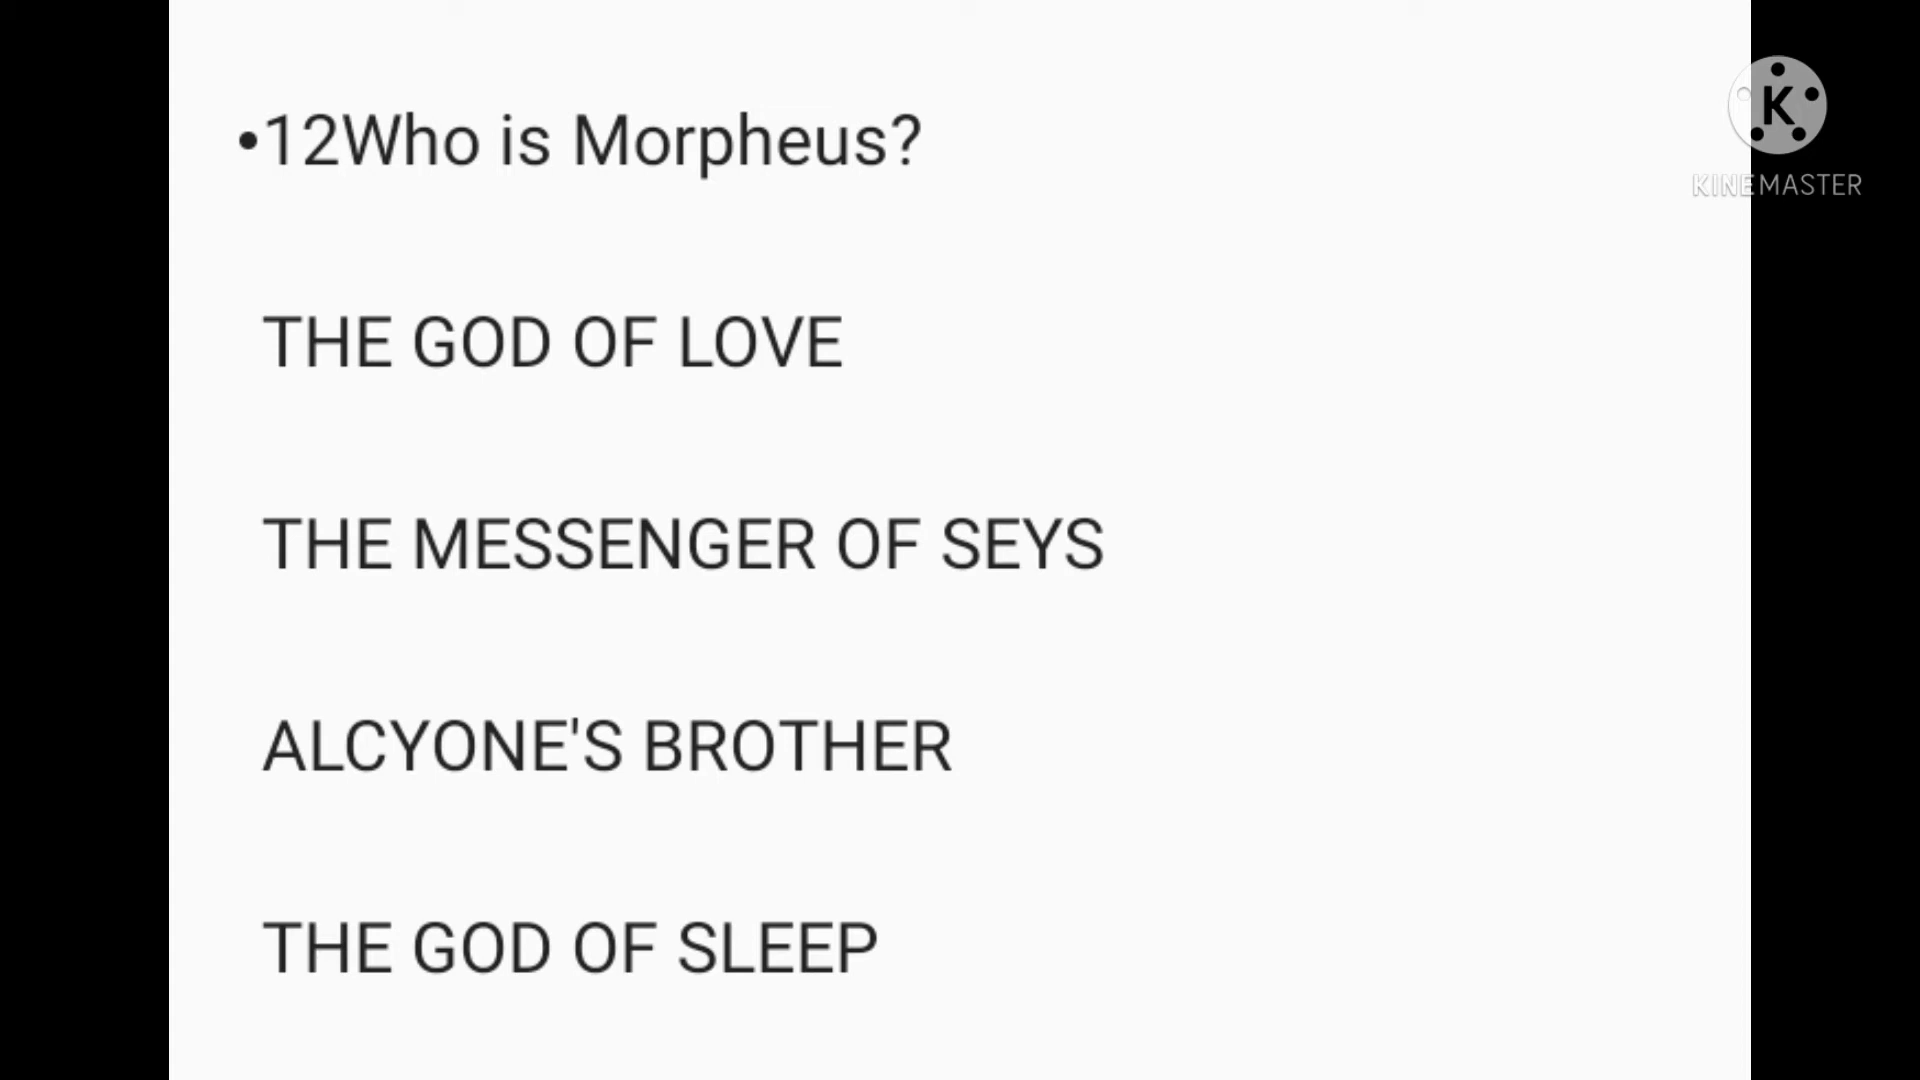 •12Who is Morpheus?
K
KINEMASTER
THE GOD OF LOVE
THE MESSENGER OF SEYS
ALCYONE'S BROTHER
THE GOD OF SLEEP